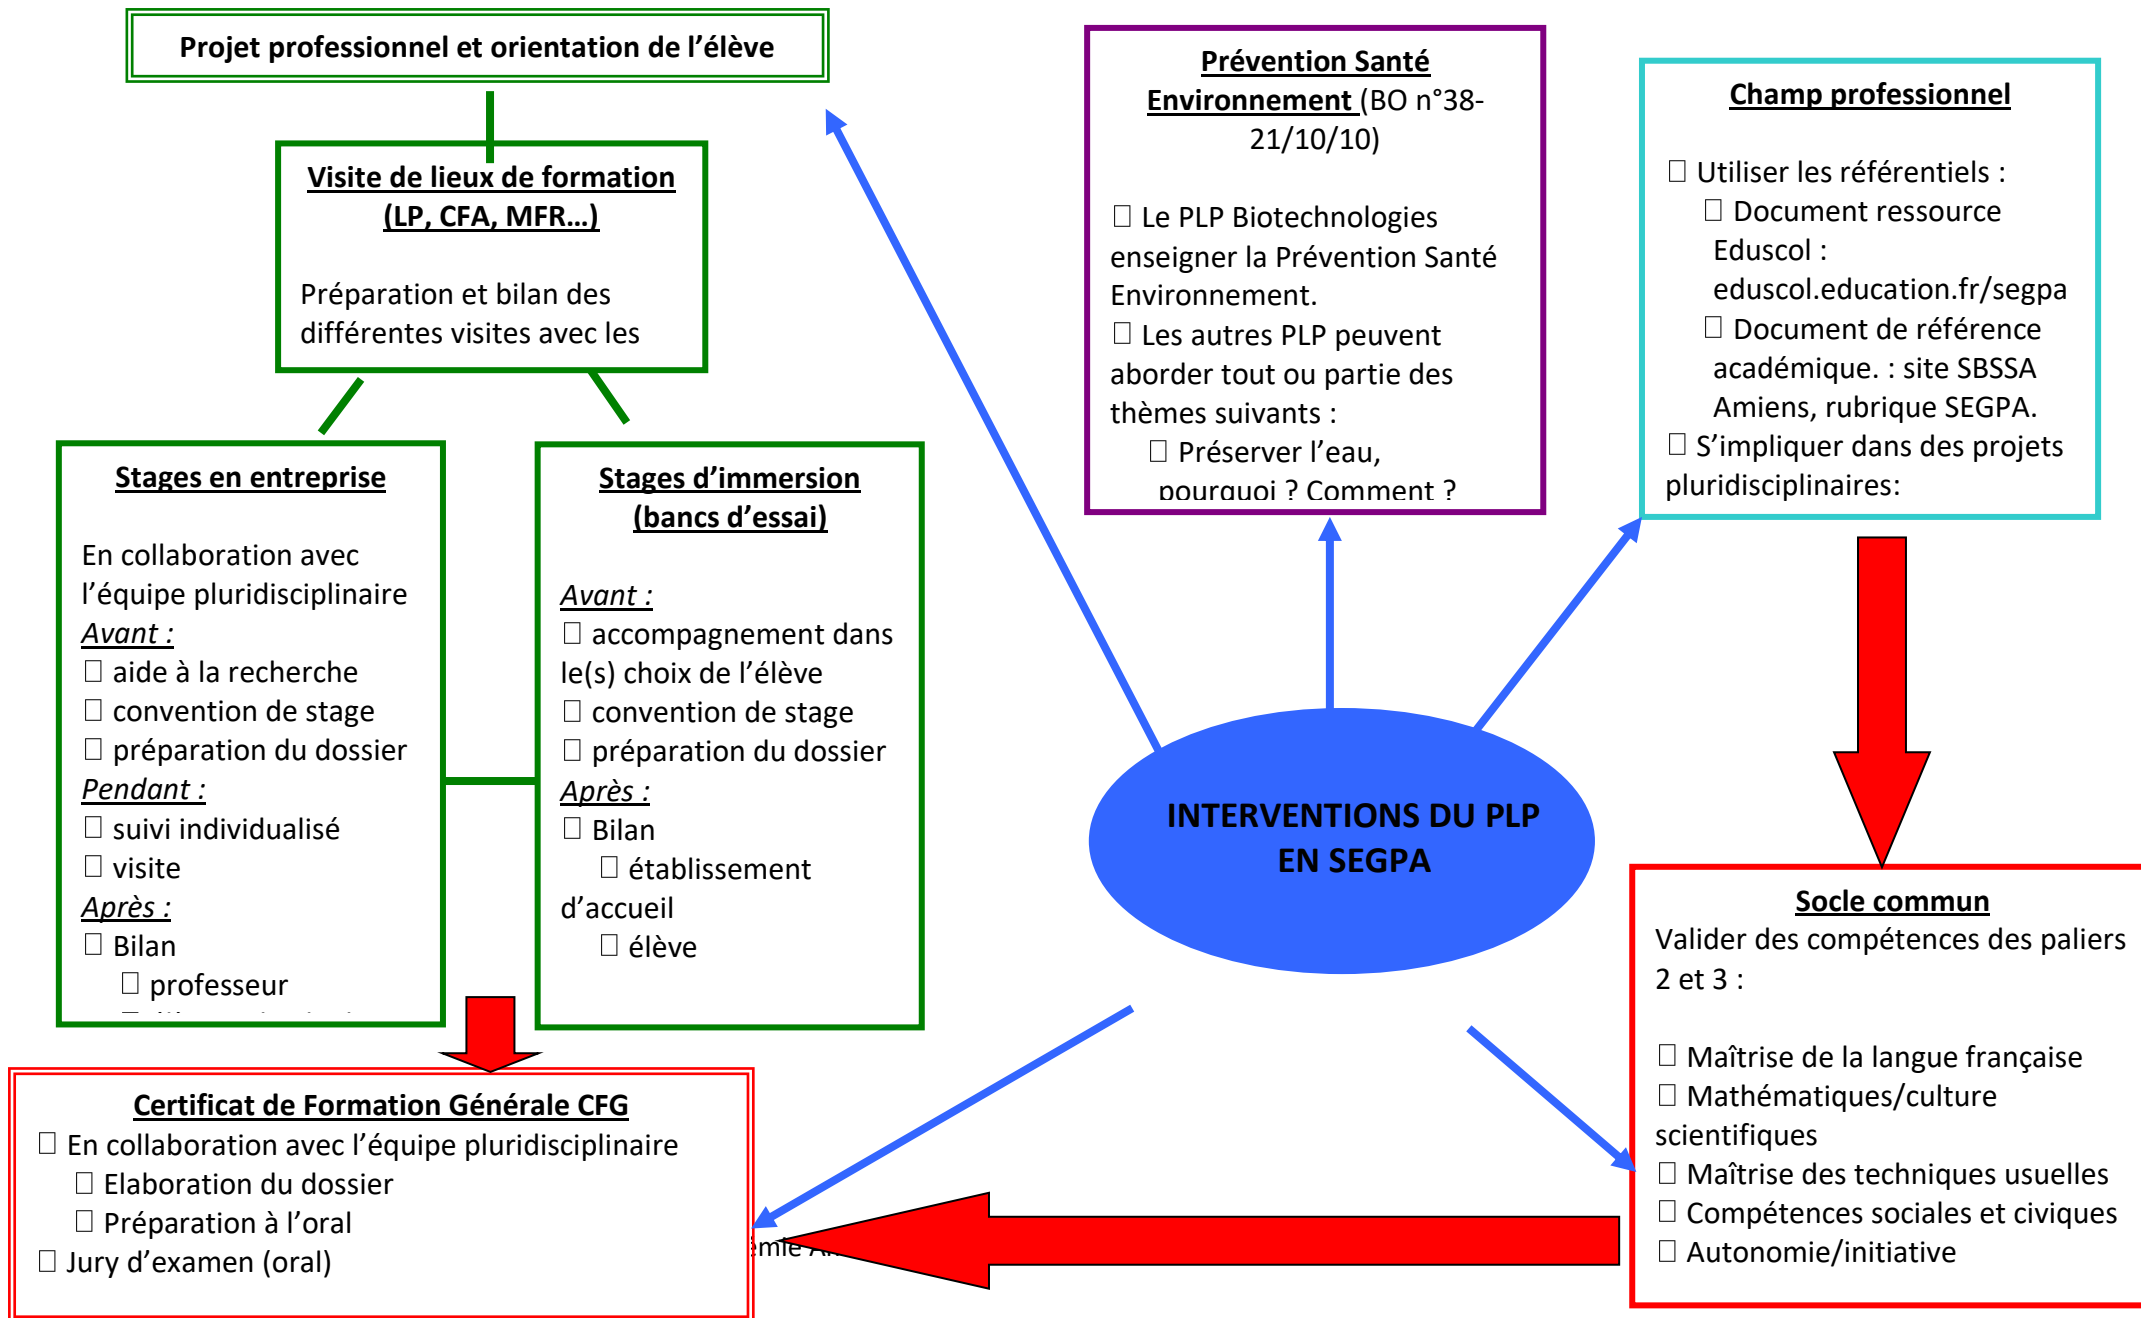 Projet professionnel et orientation de l’élève
Visite de lieux de formation
(LP, CFA, MFR…)
Préparation et bilan des
différentes visites avec les
Stages en entreprise
En collaboration avec
l’équipe pluridisciplinaire
Avant :
□ aide à la recherche
□ convention de stage
□ préparation du dossier
Pendant :
□ suivi individualisé
□ visite
Après :
□ Bilan
□ professeur
Stages d’immersion
(bancs d’essai)
Avant :
□ accompagnement dans
le(s) choix de l’élève
□ convention de stage
□ préparation du dossier
Après :
□ Bilan
□ établissement
d’accueil
□ élève
Prévention Santé
Environnement (BO n°38-
21/10/10)
□ Le PLP Biotechnologies
enseigner la Prévention Santé
Environnement.
□ Les autres PLP peuvent
aborder tout ou partie des
thèmes suivants :
□ Préserver l’eau,
pourquoi ? Comment ?
Champ professionnel
□ Utiliser les référentiels :
□ Document ressource
Eduscol :
eduscol.education.fr/segpa
□ Document de référence
académique. : site SBSSA
Amiens, rubrique SEGPA.
□ S’impliquer dans des projets
pluridisciplinaires:
INTERVENTIONS DU PLP
EN SEGPA
Socle commun
Valider des compétences des paliers
2 et 3 :
□ Maîtrise de la langue française
□ Mathématiques/culture
scientifiques
□ Maîtrise des techniques usuelles
□ Compétences sociales et civiques
□ Autonomie/initiative
Certificat de Formation Générale CFG
□ En collaboration avec l’équipe pluridisciplinaire
□ Elaboration du dossier
□ Préparation à l’oral
□ Jury d’examen (oral)